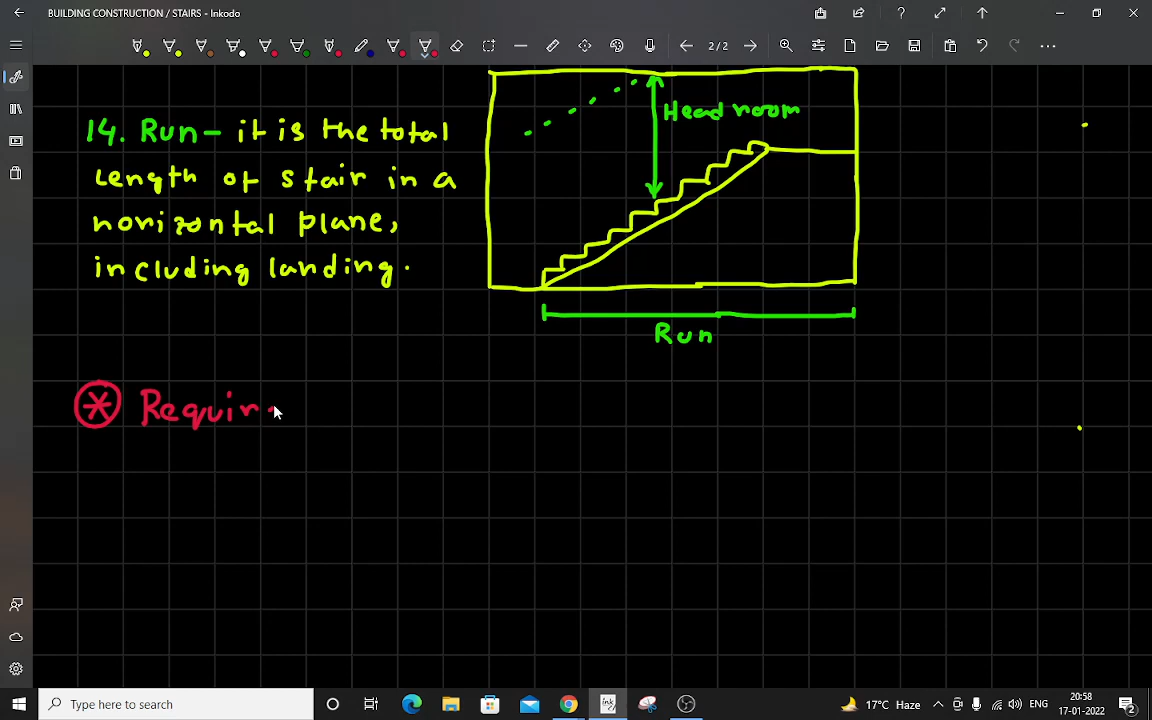 BUILDING CONSTRUCTION / STAIRS - Inkodo
2/2
14. Run- it is the total
length of stair in a
horizontal plane,
including landing.
Head room
Run
* Requir
Type here to search
17°C Haze
ENG
20:58
17-01-2022
2